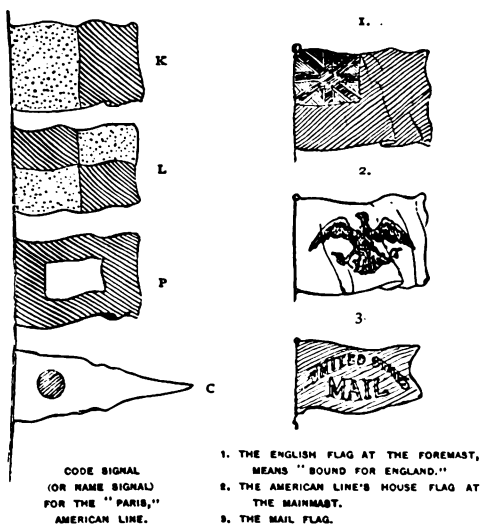 K
L
P
C
CODE SIGNAL
(OR NAME SIGNAL)
FOR THE "PARIS,"
AMERICAN LINE.
1.
2.
3
UNITED STATES
MAIL
1. THE ENGLISH FLAG AT THE FOREMAST,
MEANS "BOUND FOR ENGLAND."
2. THE AMERICAN LINE'S HOUSE FLAG AT
THE MAINMAST.
3. THE MAIL FLAG.